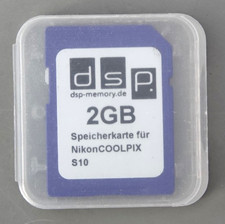 dsp.
dsp-memory.de
2GB
Speicherkarte für
NikonCOOLPIX
S10